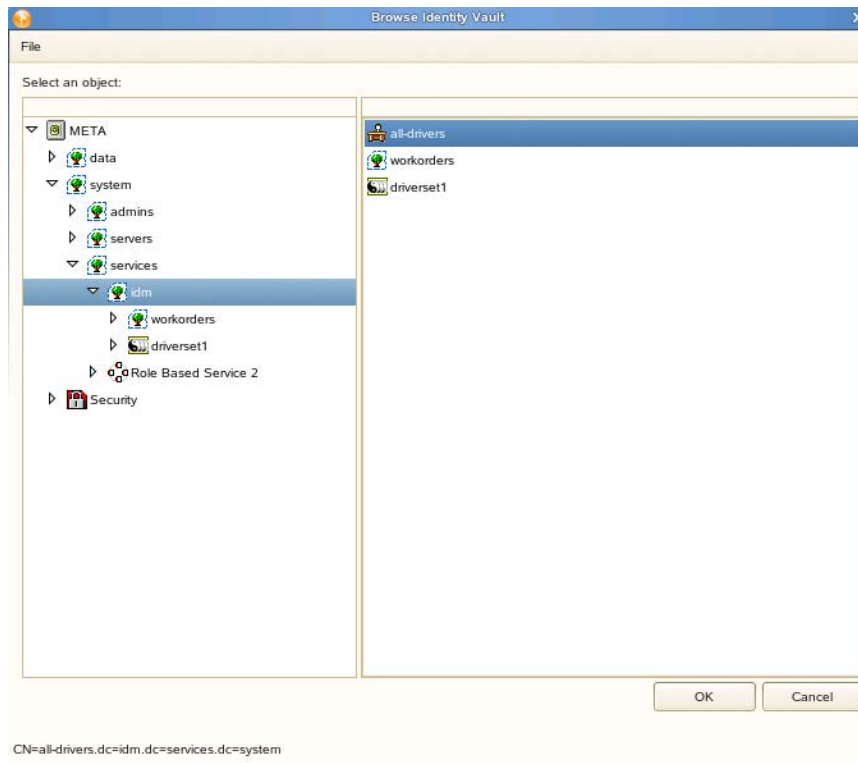 Browse Identity Vault
File
Select an object:
META
data
system
admins
servers
services
idm
workorders
driverset1
Role Based Service 2
Security
all-drivers
workorders
driverset1
OK
Cancel
CN=all-drivers.dc=idm.dc=services.dc=system